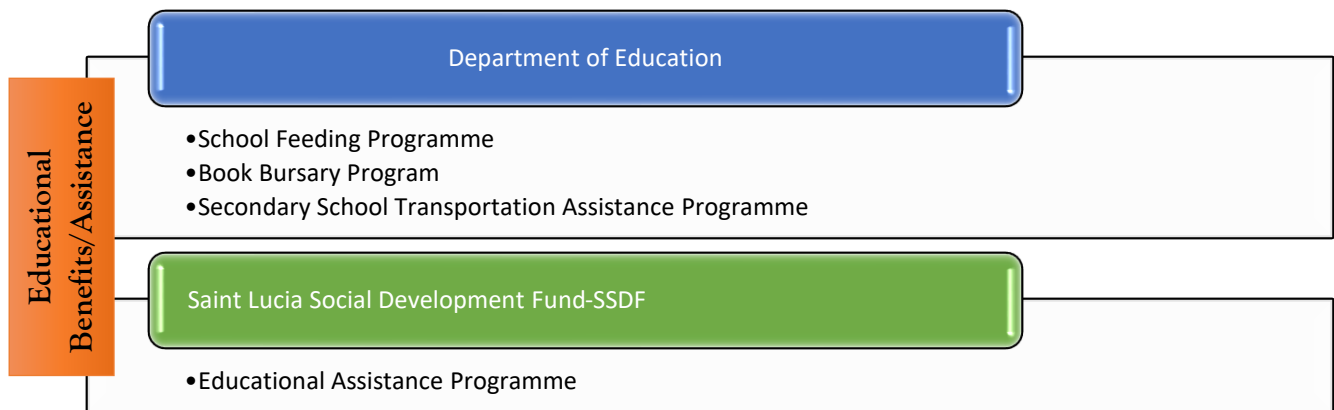 Educational
Benefits/Assistance
Department of Education
•School Feeding Programme
•Book Bursary Program
•Secondary School Transportation Assistance Programme
Saint Lucia Social Development Fund-SSDF
•Educational Assistance Programme